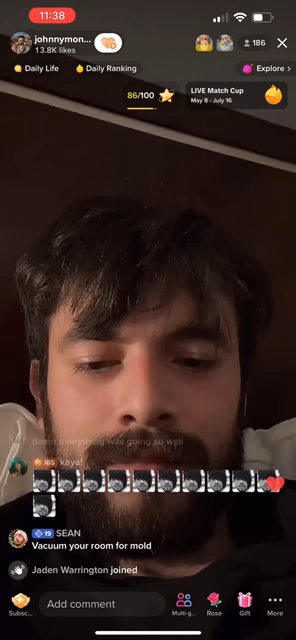 11:38
johnnymon...
13.8K likes
186
Daily Life
Daily Ranking
Explore >
86/100
LIVE Match Cup
May 8 - July 16
damn everything was going so well
185 kaya!
19 SEAN
Vacuum your room for mold
Jaden Warrington joined
Subsc...
Add comment
Multi-g...
Rose
Gift
More